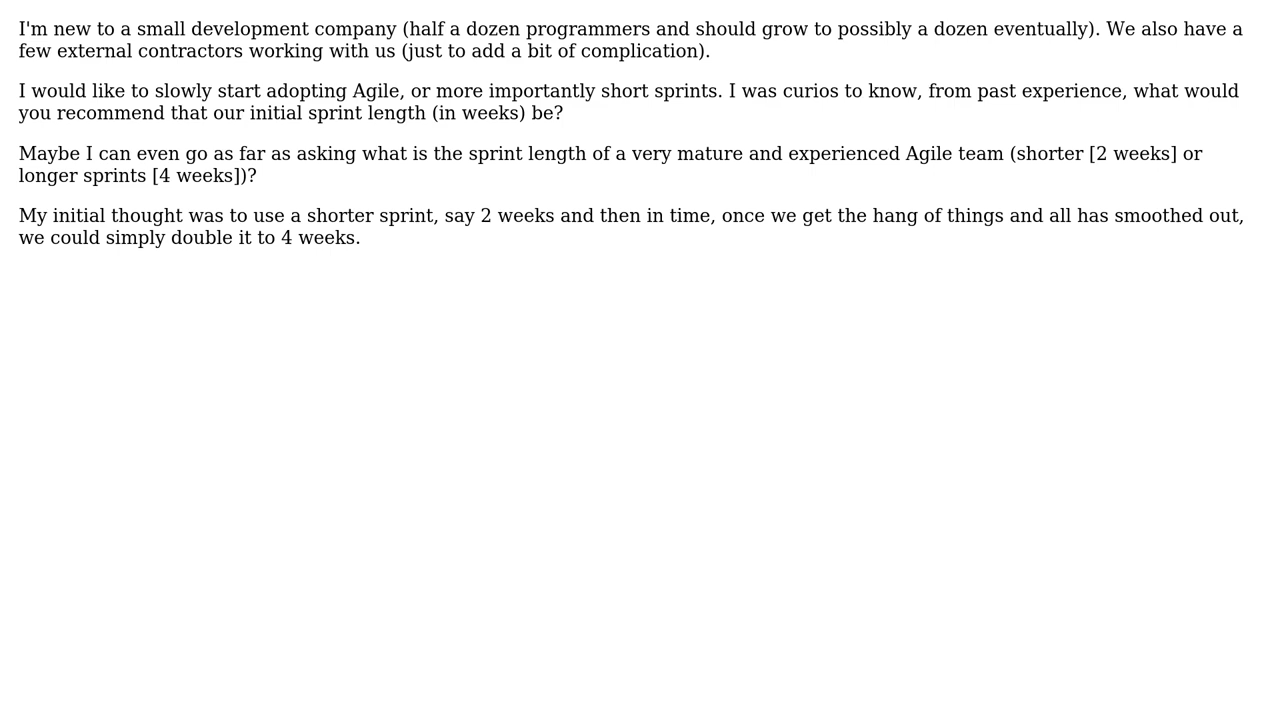 I'm new to a small development company (half a dozen programmers and should grow to possibly a dozen eventually). We also have a
few external contractors working with us (just to add a bit of complication).
I would like to slowly start adopting Agile, or more importantly short sprints. I was curios to know, from past experience, what would
you recommend that our initial sprint length (in weeks) be?
Maybe I can even go as far as asking what is the sprint length of a very mature and experienced Agile team (shorter [2 weeks] or
longer sprints [4 weeks])?
My initial thought was to use a shorter sprint, say 2 weeks and then in time, once we get the hang of things and all has smoothed out,
we could simply double it to 4 weeks.